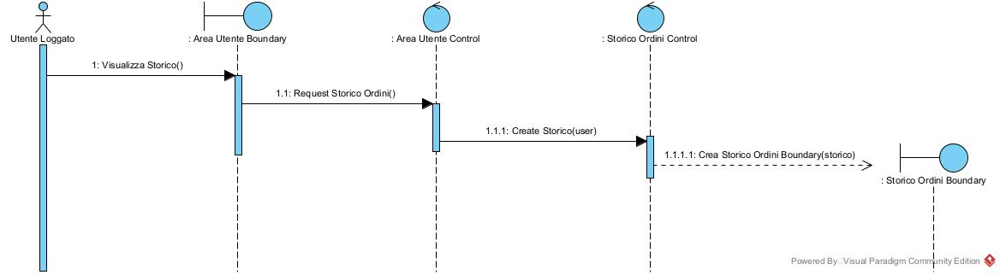 Utente Loggato
: Area Utente Boundary
: Area Utente Control
: Storico Ordini Control
1: Visualizza Storico()
1.1: Request Storico Ordini()
1.1.1: Create Storico(user)
1.1.1.1: Crea Storico Ordini Boundary(storico)
: Storico Ordini Boundary
Powered By Visual Paradigm Community Edition